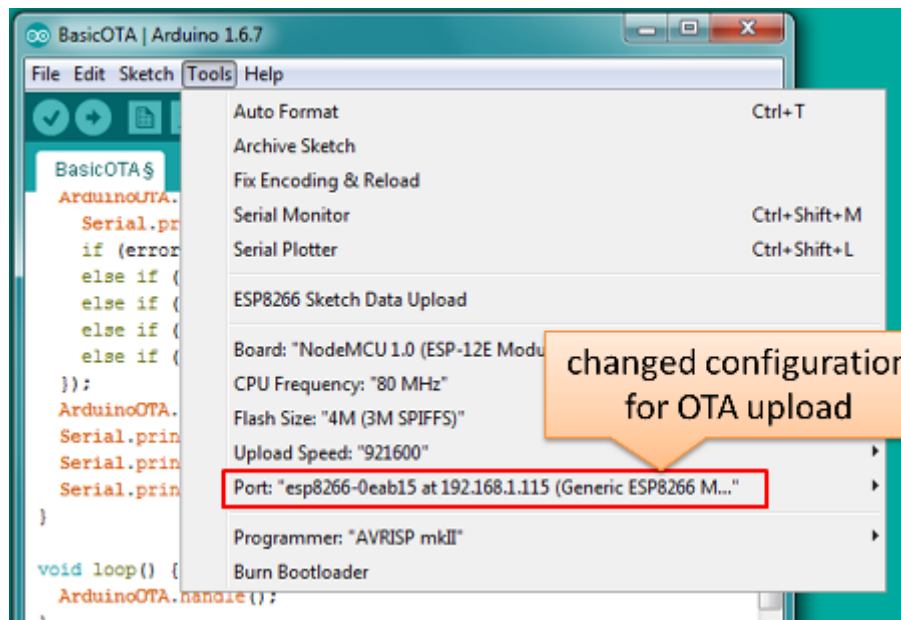 BasicOTA | Arduino 1.6.7
File Edit Sketch Tools Help
BasicOTA§
ArduinoOTA.
Serial.pr
if (error
else if (
else if (
else if (
else if (
});
ArduinoOTA.
Serial.prin
Serial.prin
Serial.prin
}
void loop() {
ArduinoOTA.handle();
Auto Format Ctrl+T
Archive Sketch
Fix Encoding & Reload
Serial Monitor Ctrl+Shift+M
Serial Plotter Ctrl+Shift+L
ESP8266 Sketch Data Upload
Board: "NodeMCU 1.0 (ESP-12E Modu
CPU Frequency: "80 MHz"
Flash Size: "4M (3M SPIFFS)"
Upload Speed: "921600"
Port: "esp8266-0eab15 at 192.168.1.115 (Generic ESP8266 M..."
Programmer: "AVRISP mkII"
Burn Bootloader
changed configuration
for OTA upload